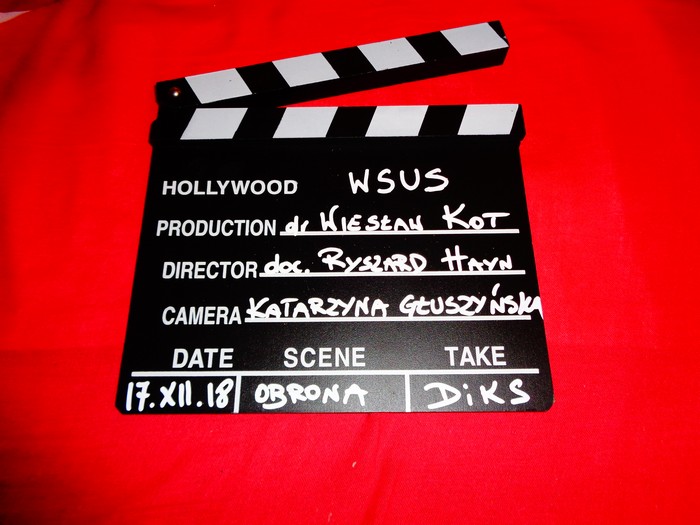 HOLLYWOOD WSUS
PRODUCTION dr WIESŁAW KOT
DIRECTOR doc. RYSZARD HAYN
CAMERA KATARZYNA GŁUSZYŃSKA
DATE SCENE TAKE
17.XII.18 OBRONA DiKS